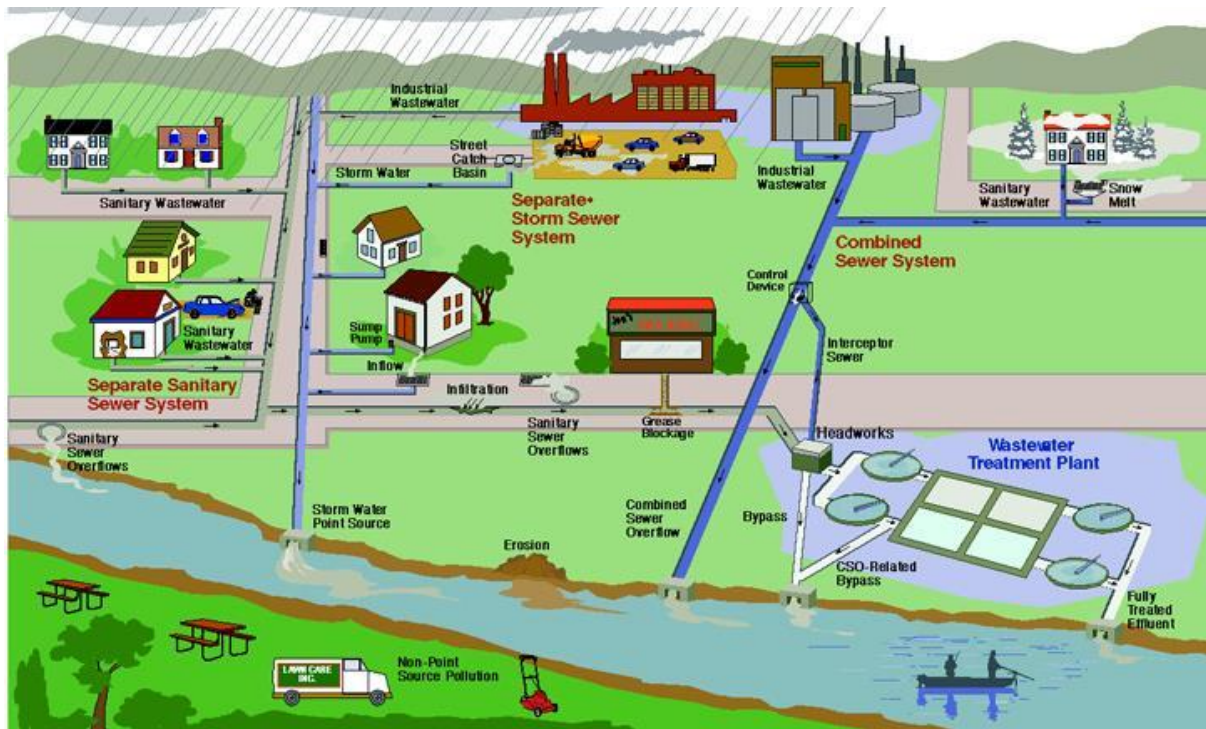 Industrial
Wastewater
Street
Catch
Basin
Storm Water
Sanitary Wastewater
Separate•
Storm Sewer
System
Industrial
Wastewater
Sanitary
Wastewater
Snow
Melt
Combined
Sewer System
Control
Device
Interceptor
Sewer
Sanitary
Wastewater
Separate Sanitary
Sewer System
Sump
Pump
Inflow
Infiltration
Sanitary
Sewer
Overflows
Sanitary
Sewer
Overflows
Grease
Blockage
Headworks
Wastewater
Treatment Plant
Storm Water
Point Source
Erosion
Combined
Sewer
Overflow
Bypass
CSO-Related
Bypass
Fully
Treated
Effluent
LAWN CARE
INC.
Non-Point
Source Pollution